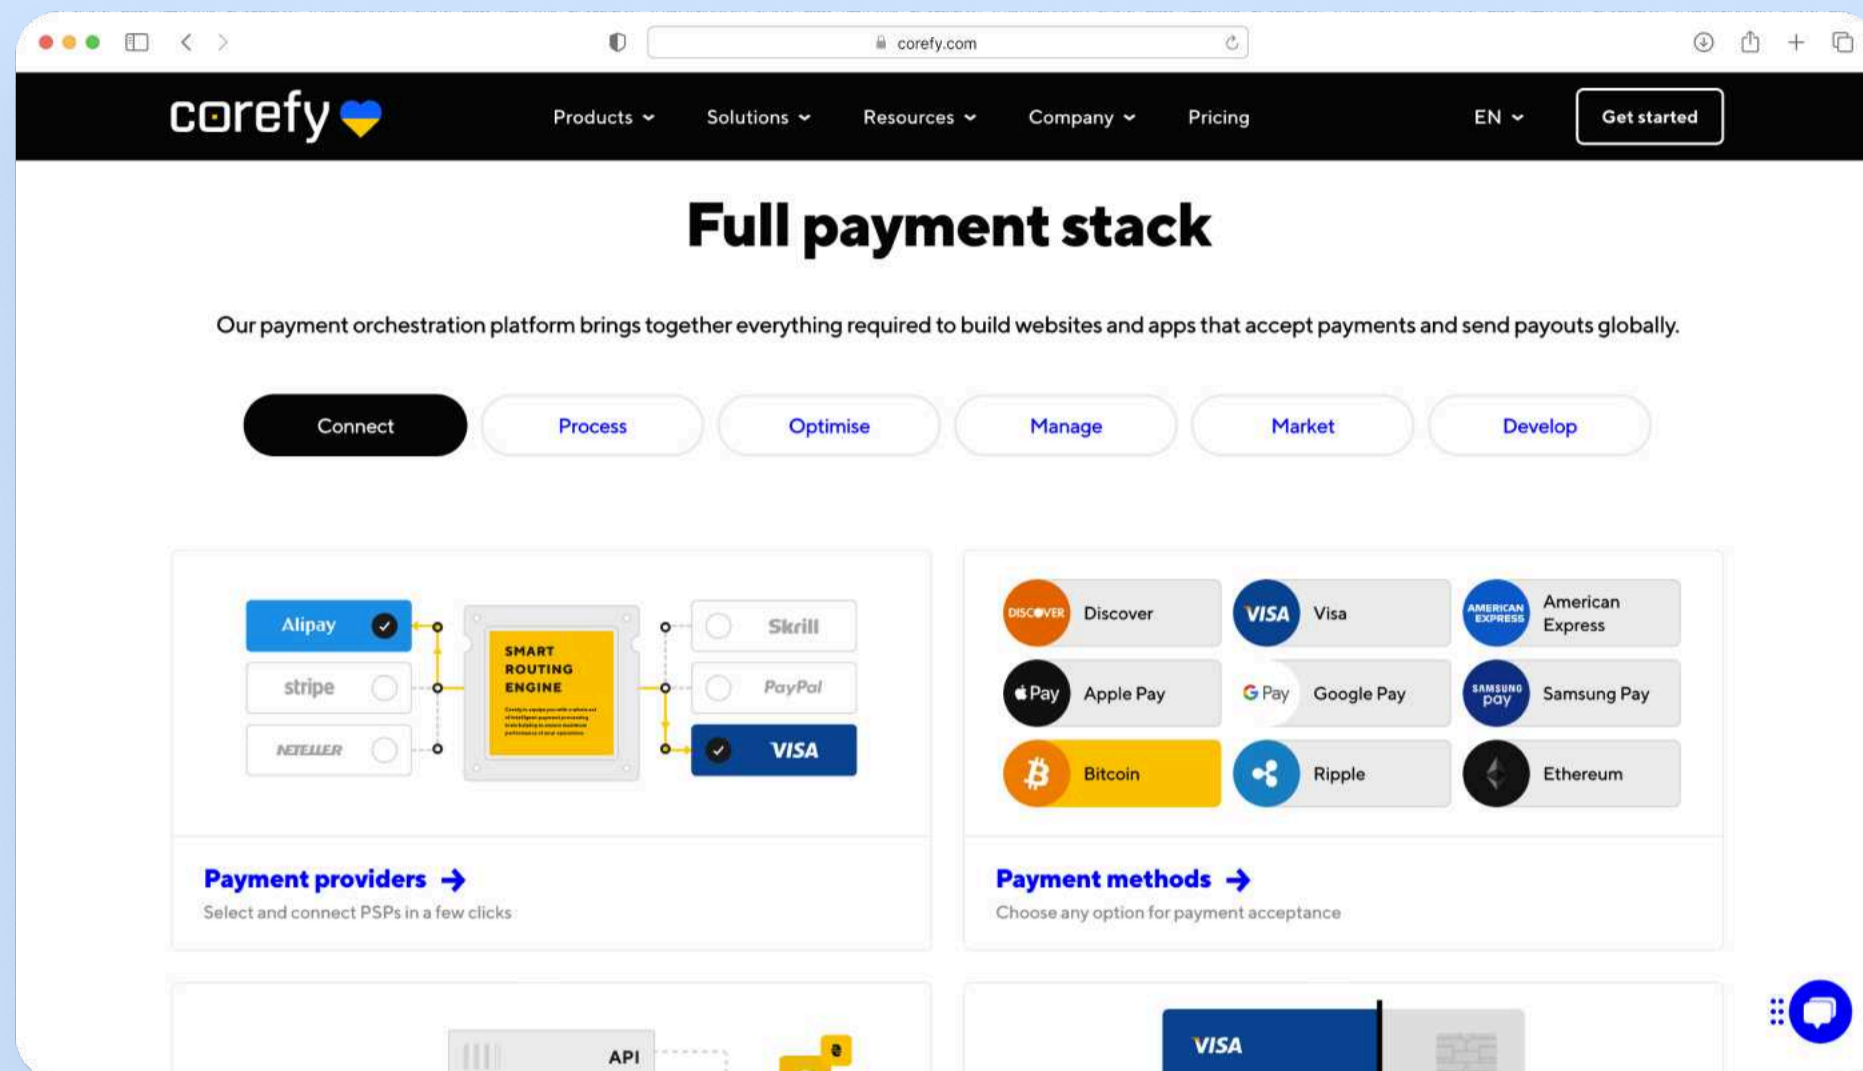 corefy.com
corefy
Products
Solutions
Resources
Company
Pricing
EN
Get started
Full payment stack
Our payment orchestration platform brings together everything required to build websites and apps that accept payments and send payouts globally.
Connect
Process
Optimise
Manage
Market
Develop
Alipay
stripe
NETELLER
SMART
ROUTING
ENGINE
Skrill
PayPal
VISA
DISCOVER
Discover
VISA
Visa
AMERICAN
EXPRESS
American
Express
Pay
Apple Pay
G Pay
Google Pay
SAMSUNG
pay
Samsung Pay
Bitcoin
Ripple
Ethereum
Payment providers
Select and connect PSPs in a few clicks
Payment methods
Choose any option for payment acceptance
API
VISA